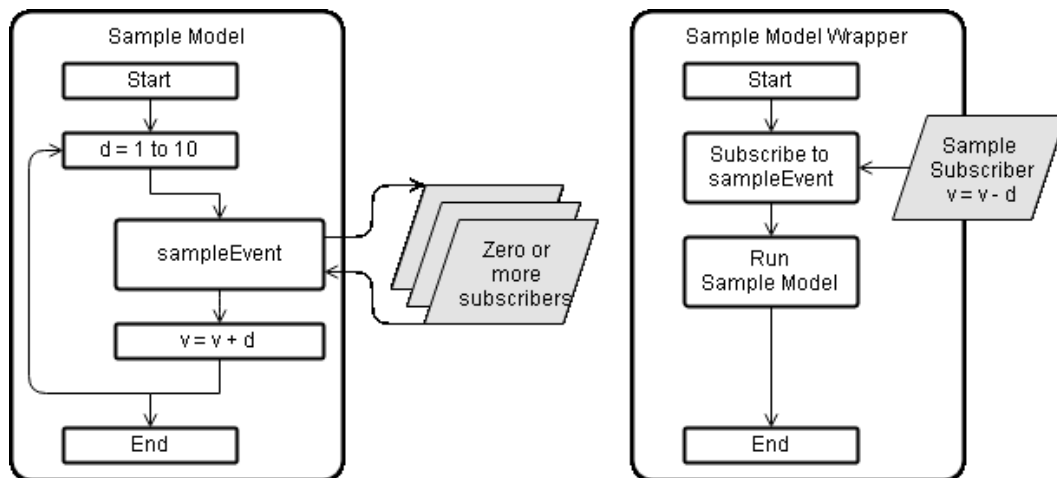 Sample Model
Start
d = 1 to 10
sampleEvent
v = v + d
End
Zero or
more
subscribers
Sample Model Wrapper
Start
Subscribe to
sampleEvent
Run
Sample Model
End
Sample
Subscriber
v = v - d